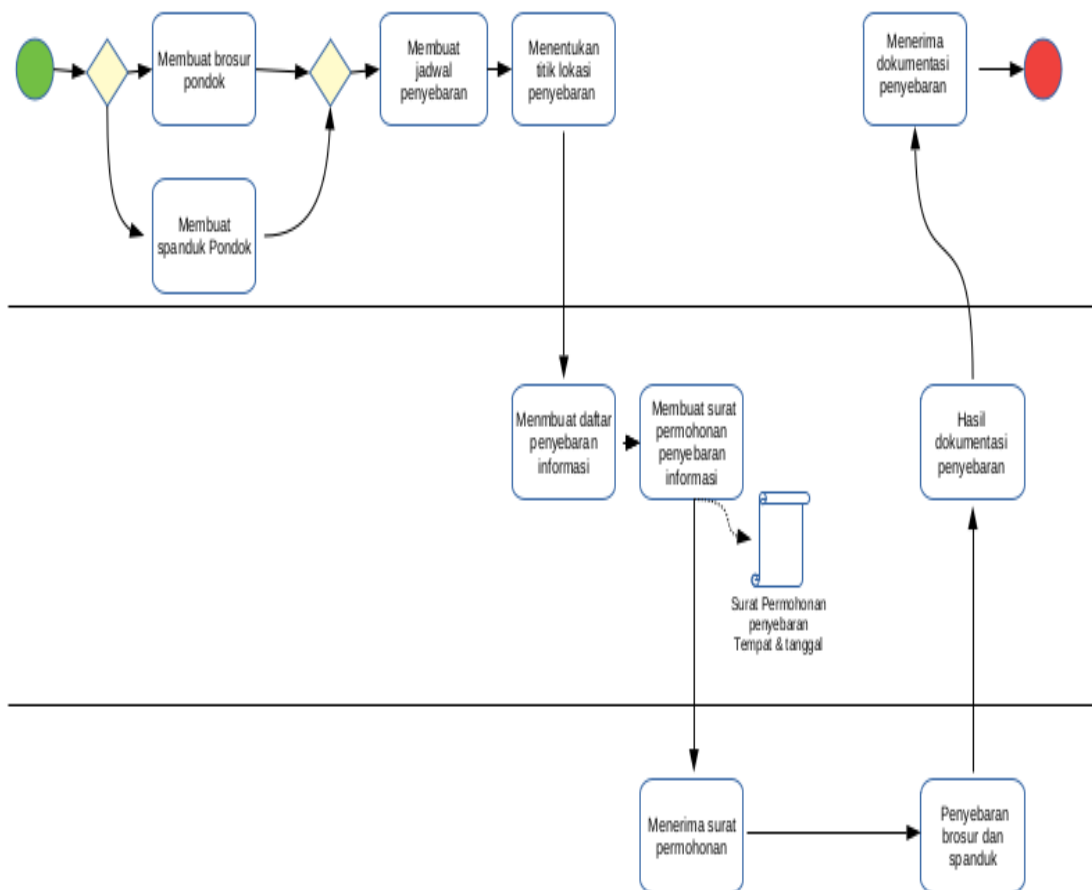 Membuat brosur
pondok
Membuat
jadwal
penyebaran
Menentukan
titik lokasi
penyebaran
Menerima
dokumentasi
penyebaran
Membuat
spanduk Pondok
Menmbuat daftar
penyebaran
informasi
Membuat surat
permohonan
penyebaran
informasi
Hasil
dokumentasi
penyebaran
Surat Permohonan
penyebaran
Tempat & tanggal
Menerima surat
permohonan
Penyebaran
brosur dan
spanduk